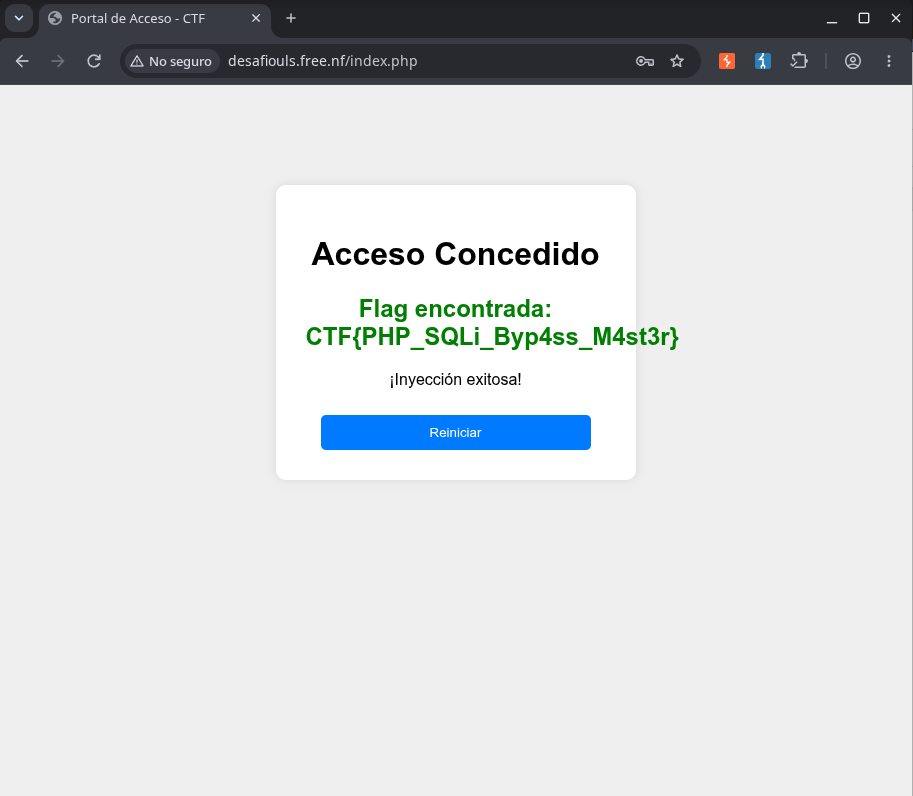 Portal de Acceso - CTF
No seguro
desafiouls.free.nf/index.php
Acceso Concedido
Flag encontrada:
CTF{PHP_SQLi_Byp4ss_M4st3r}
¡Inyección exitosa!
Reiniciar